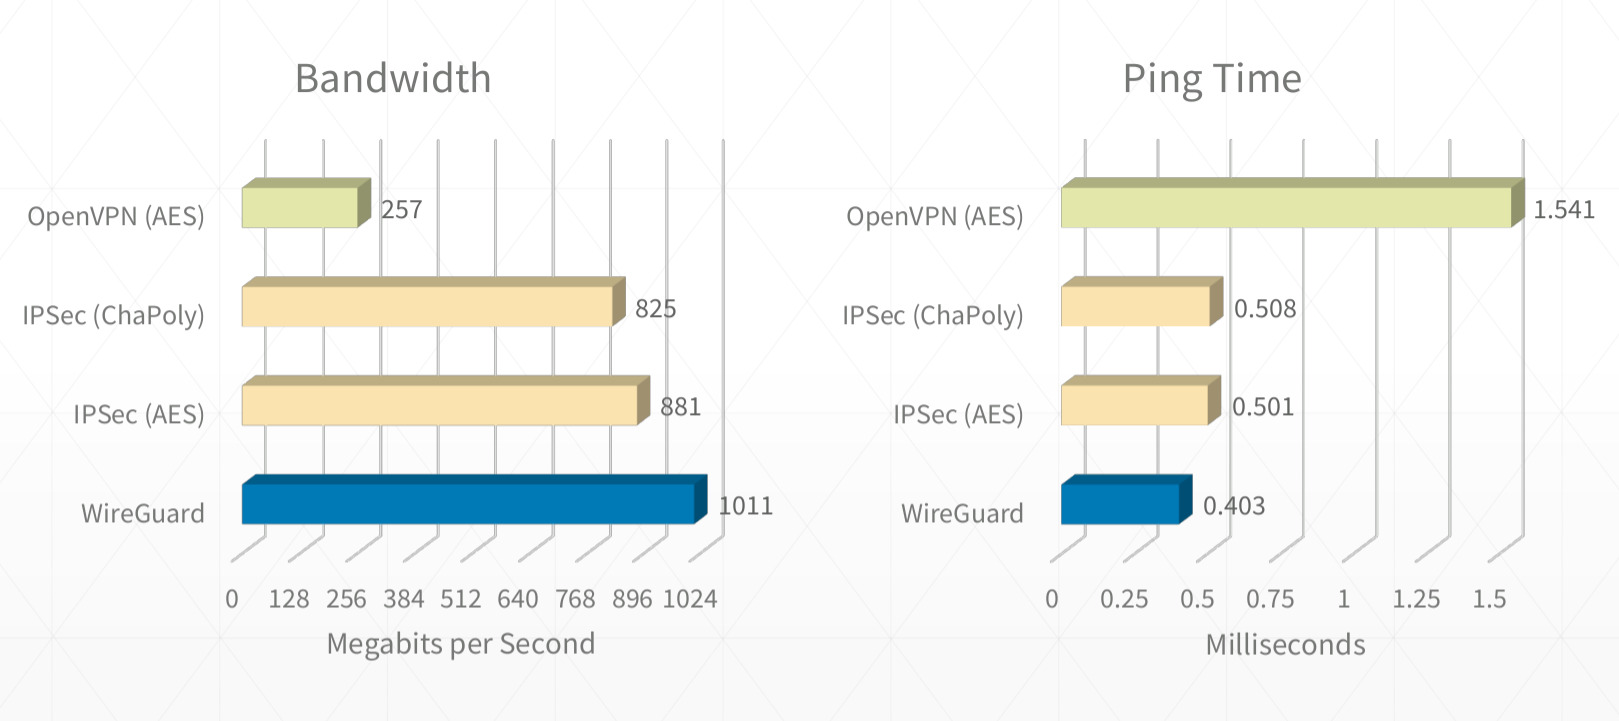 Bandwidth
OpenVPN (AES)
257
IPSec (ChaPoly)
825
IPSec (AES)
881
WireGuard
1011
0 128 256 384 512 640 768 896 1024
Megabits per Second
Ping Time
OpenVPN (AES)
1.541
IPSec (ChaPoly)
0.508
IPSec (AES)
0.501
WireGuard
0.403
0 0.25 0.5 0.75 1 1.25 1.5
Milliseconds